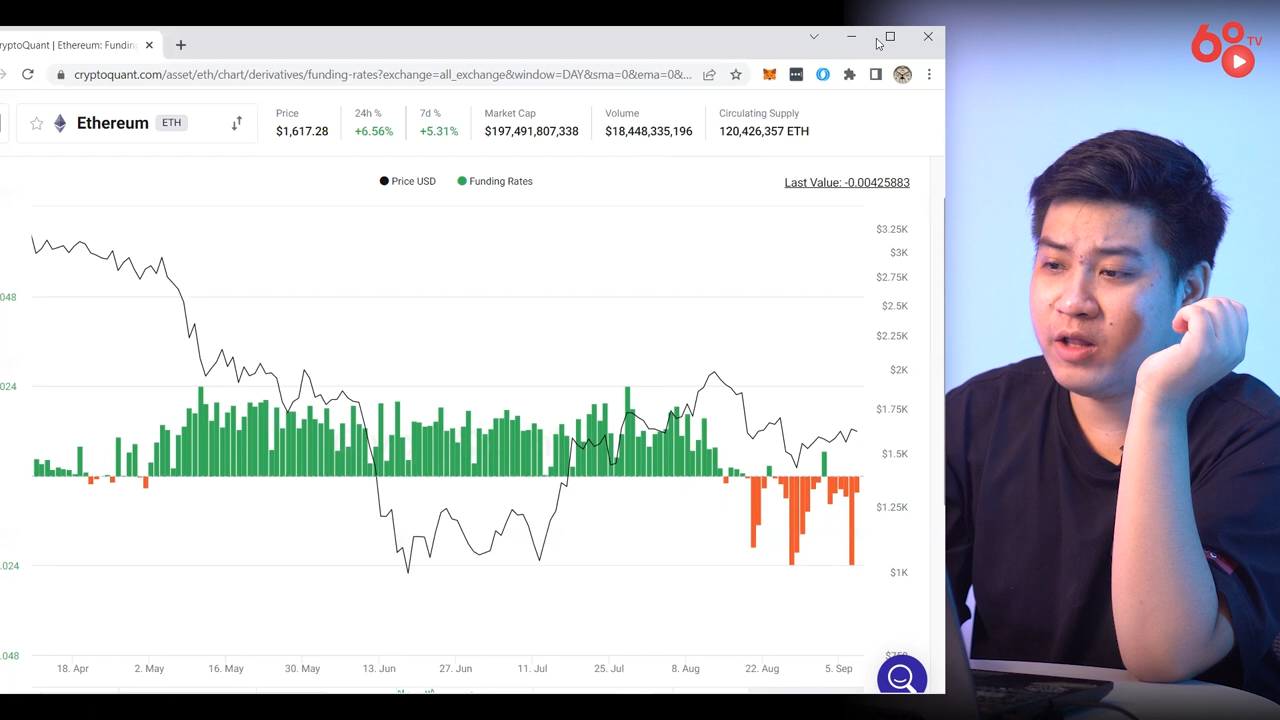 ryptoQuant | Ethereum: Fundin
cryptoquant.com/asset/eth/chart/derivatives/funding-rates?exchange=all_exchange&window=DAY&sma=0&ema=0&...
68 TV
Ethereum ETH
Price
$1,617.28
24h %
+6.56%
7d %
+5.31%
Market Cap
$197,491,807,338
Volume
$18,448,335,196
Circulating Supply
120,426,357 ETH
Price USD
Funding Rates
Last Value: -0.00425883
048
024
.024
.048
$3.25K
$3K
$2.75K
$2.5K
$2.25K
$2K
$1.75K
$1.5K
$1.25K
$1K
$750
18. Apr
2. May
16. May
30. May
13. Jun
27. Jun
11. Jul
25. Jul
8. Aug
22. Aug
5. Sep